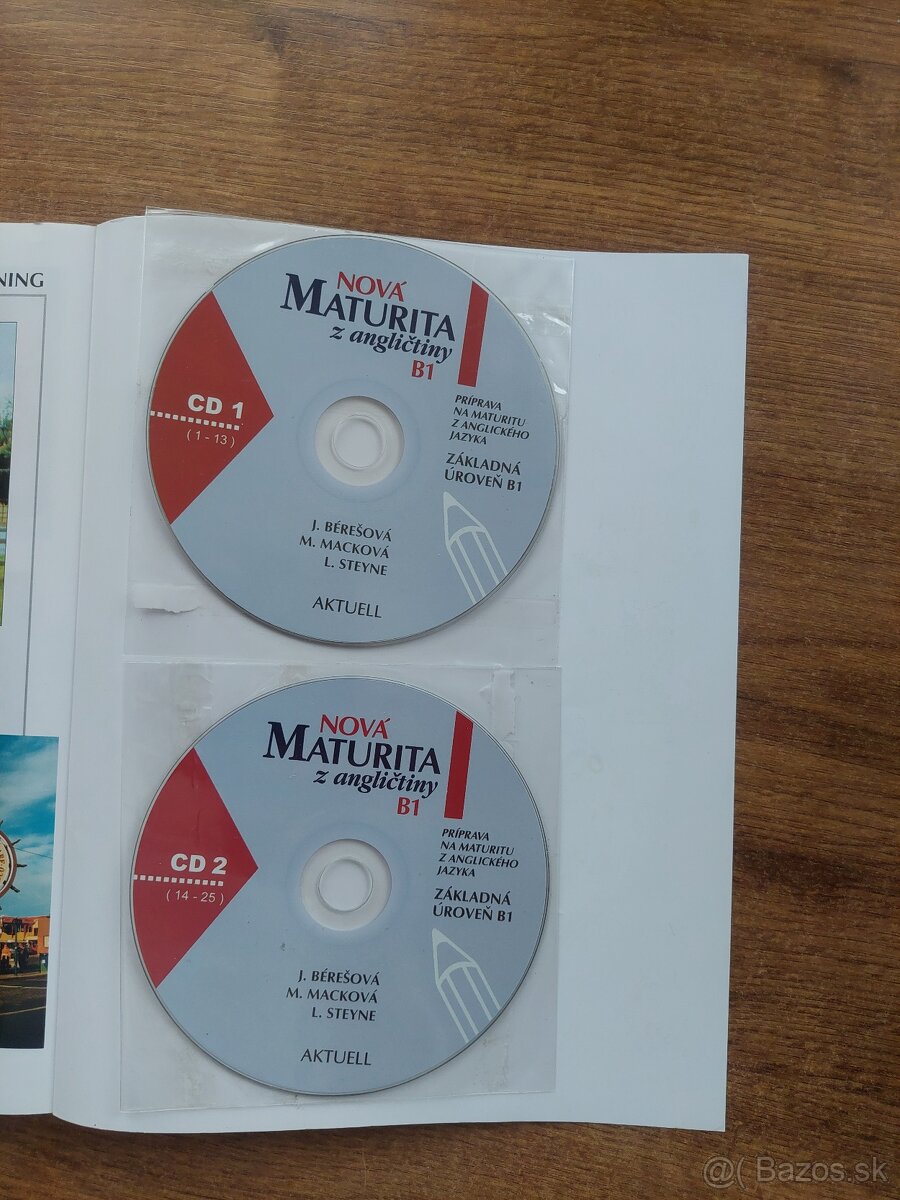 NING
NOVÁ
MATURITA
z angličtiny
B1
CD 1
( 1 - 13 )
PRÍPRAVA
NA MATURITU
Z ANGLICKÉHO
JAZYKA
ZÁKLADNÁ
ÚROVEŇ B1
J. BÉREŠOVÁ
M. MACKOVÁ
L. STEYNE
AKTUELL
NOVÁ
MATURITA
z angličtiny
B1
CD 2
( 14 - 25 )
PRÍPRAVA
NA MATURITU
Z ANGLICKÉHO
JAZYKA
ZÁKLADNÁ
ÚROVEŇ B1
J. BÉREŠOVÁ
M. MACKOVÁ
L. STEYNE
AKTUELL
@( Bazos.sk